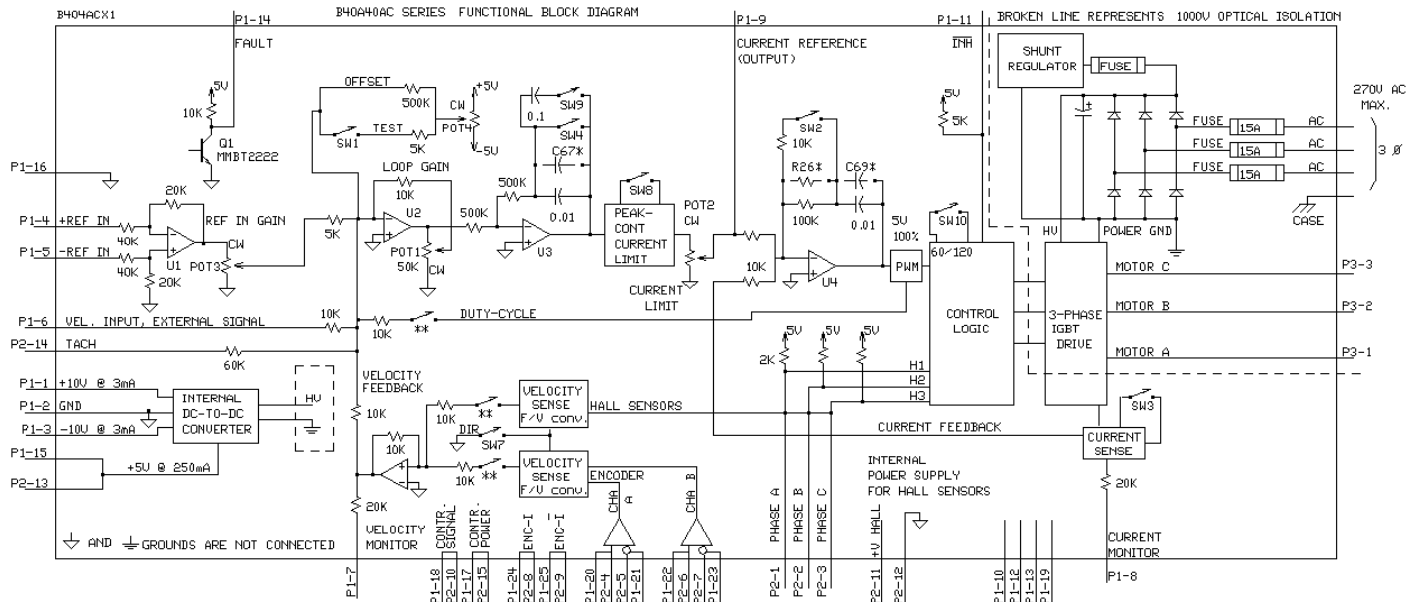 B404ACX1
P1-14
B40A40AC SERIES FUNCTIONAL BLOCK DIAGRAM
P1-9
P1-11
BROKEN LINE REPRESENTS 1000V OPTICAL ISOLATION
FAULT
CURRENT REFERENCE
(OUTPUT)
INH
SHUNT
REGULATOR
FUSE
270V AC
MAX.
5V
10K
Q1
MMBT2222
OFFSET
500K
CW
POT4
+5V
-5V
TEST
SW1
5K
0.1
SW9
SW4
C67*
0.01
SW2
10K
R26*
C69*
100K
0.01
5V
5K
FUSE
15A
AC
FUSE
15A
AC
FUSE
15A
AC
3 Ø
CASE
P1-16
P1-4
+REF IN
P1-5
-REF IN
40K
40K
20K
20K
U1
REF IN GAIN
CW
POT3
5K
LOOP GAIN
10K
U2
POT1
50K
CW
500K
500K
U3
SW8
PEAK-
CONT
CURRENT
LIMIT
POT2
CW
CURRENT
LIMIT
10K
U4
5V
100%
PWM
SW10
60/120
CONTROL
LOGIC
HV
POWER GND
3-PHASE
IGBT
DRIVE
MOTOR C
P3-3
MOTOR B
P3-2
MOTOR A
P3-1
P1-6
VEL. INPUT, EXTERNAL SIGNAL
10K
10K
**
DUTY-CYCLE
P2-14
TACH
60K
5V
5V
5V
2K
H1
H2
H3
P1-1
+10V @ 3mA
P1-2
GND
P1-3
-10V @ 3mA
INTERNAL
DC-TO-DC
CONVERTER
HV
P1-15
P2-13
+5V @ 250mA
VELOCITY
FEEDBACK
10K
10K
10K
**
VELOCITY
SENSE
F/V conv.
HALL SENSORS
DIR
SW7
10K
**
VELOCITY
SENSE
F/V conv.
ENCODER
CURRENT FEEDBACK
SW3
CURRENT
SENSE
20K
20K
VELOCITY
MONITOR
CHA A
CHA B
PHASE A
PHASE B
PHASE C
INTERNAL
POWER SUPPLY
FOR HALL SENSORS
+V HALL
CURRENT
MONITOR
AND
GROUNDS ARE NOT CONNECTED
CONTR.
SIGNAL
CONTR.
POWER
ENC-I
ENC-I
P1-7
P1-18
P2-10
P1-17
P2-15
P1-24
P2-8
P1-25
P2-9
P1-20
P2-4
P2-5
P1-21
P1-22
P2-6
P2-7
P1-23
P2-1
P2-2
P2-3
P2-11
P2-12
P1-10
P1-12
P1-13
P1-19
P1-8